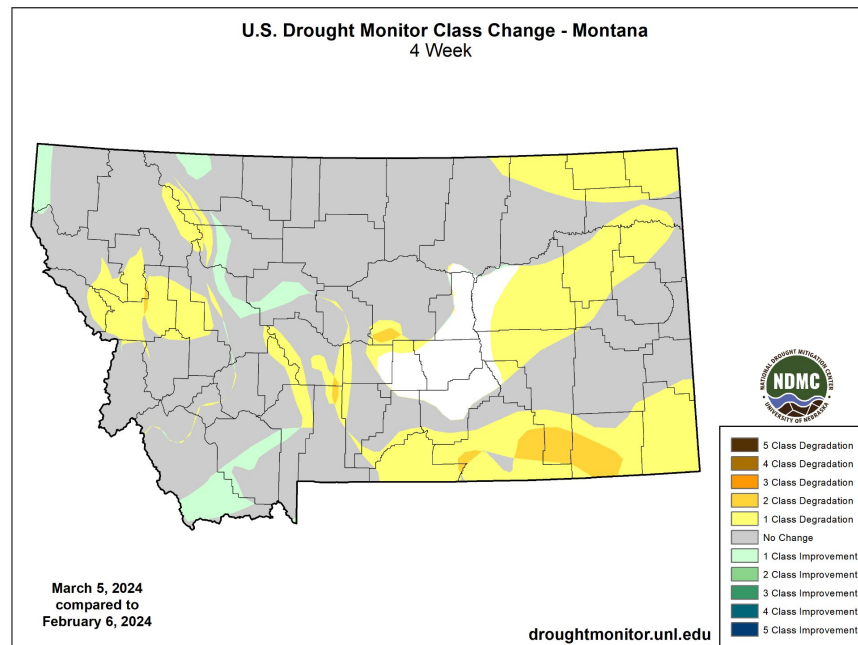 U.S. Drought Monitor Class Change - Montana
4 Week
NATIONAL DROUGHT MITIGATION CENTER
NDMC
UNIVERSITY OF NEBRASKA
5 Class Degradation
4 Class Degradation
3 Class Degradation
2 Class Degradation
1 Class Degradation
No Change
1 Class Improvement
2 Class Improvement
3 Class Improvement
4 Class Improvement
5 Class Improvement
March 5, 2024
compared to
February 6, 2024
droughtmonitor.unl.edu